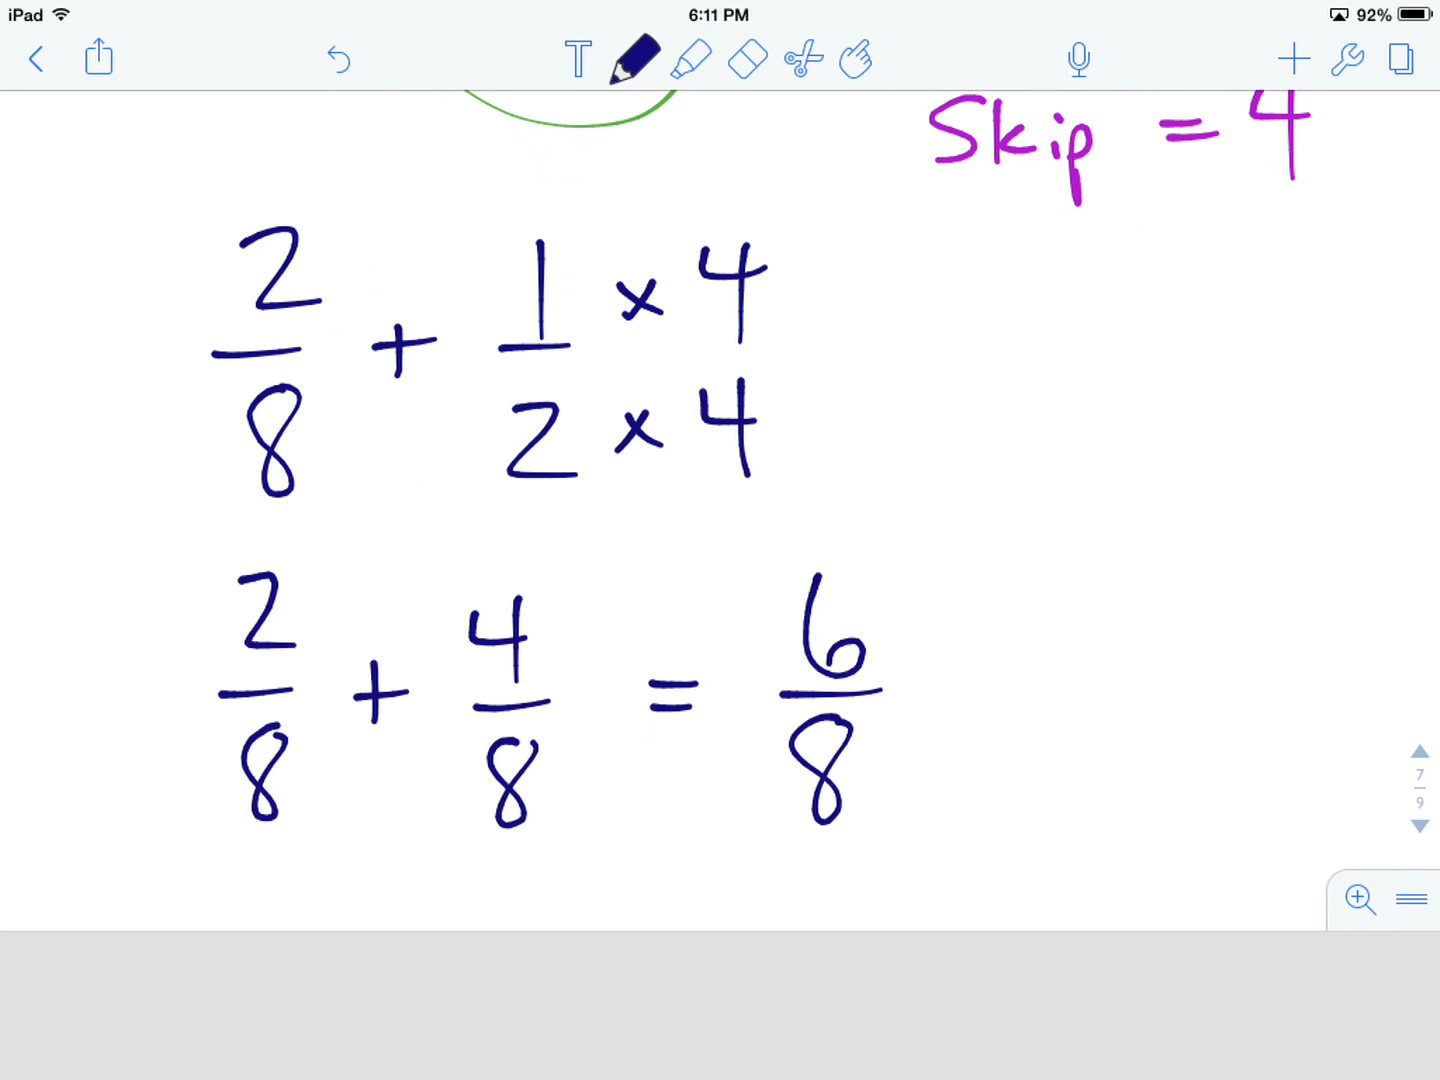 iPad 6:11 PM 92%
T
Skip = 4
2/8 + 1/2 × 4/4
2/8 + 4/8 = 6/8
7/9